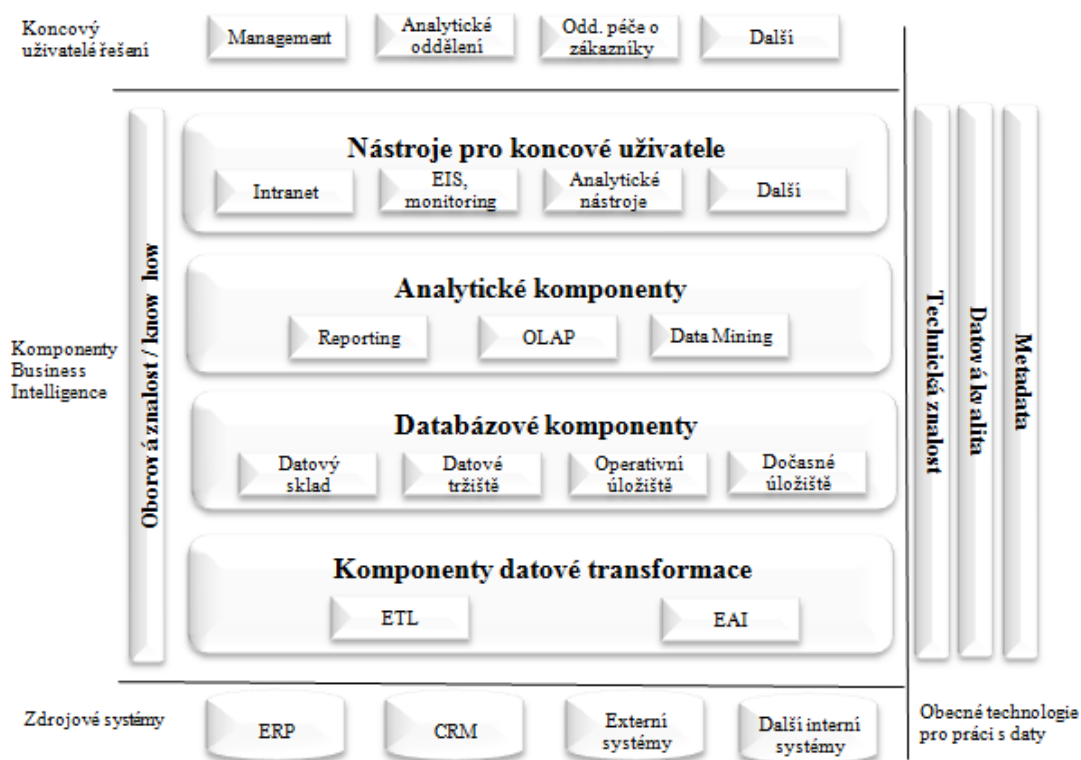 Koncový
uživatelé řešení
Management
Analytické
oddělení
Odd. péče o
zákazníky
Další
Nástroje pro koncové uživatele
Intranet
EIS,
monitoring
Analytické
nástroje
Další
Analytické komponenty
Reporting
OLAP
Data Mining
Komponenty
Business
Intelligence
Oborová znalost / know how
Databázové komponenty
Datový
sklad
Datové
tržiště
Operativní
úložiště
Dočasné
úložiště
Komponenty datové transformace
ETL
EAI
Technická znalost
Datová kvalita
Metadata
Zdrojové systémy
ERP
CRM
Externí
systémy
Další interní
systémy
Obecné technologie
pro práci s daty